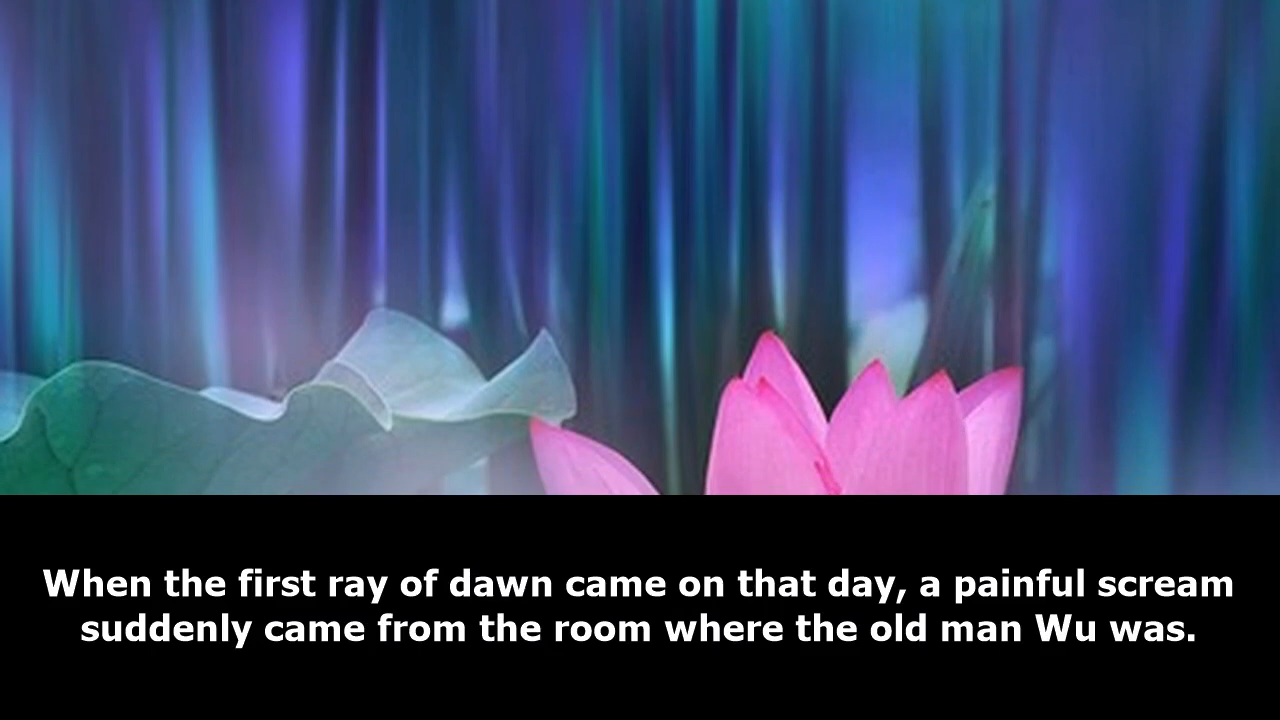 When the first ray of dawn came on that day, a painful scream
suddenly came from the room where the old man Wu was.